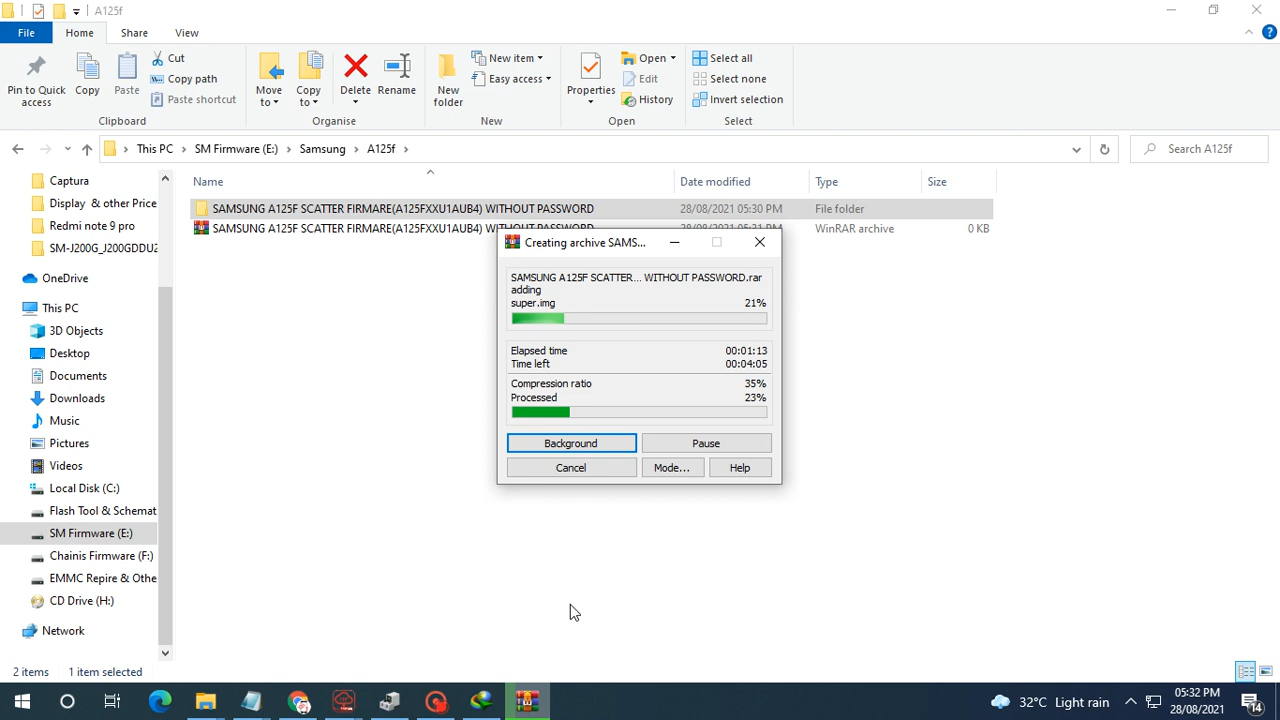 A125f
File
Home
Share
View
Pin to Quick access
Copy
Paste
Cut
Copy path
Paste shortcut
Clipboard
Move to
Copy to
Delete
Rename
Organise
New folder
New item
Easy access
New
Properties
Open
Edit
History
Open
Select all
Select none
Invert selection
Select
This PC > SM Firmware (E:) > Samsung > A125f >
Search A125f
Captura
Display & other Price
Redmi note 9 pro
SM-J200G_J200GDDU2
OneDrive
This PC
3D Objects
Desktop
Documents
Downloads
Music
Pictures
Videos
Local Disk (C:)
Flash Tool & Schemat
SM Firmware (E:)
Chainis Firmware (F:)
EMMC Repire & Othe
CD Drive (H:)
Network
Name Date modified Type Size
SAMSUNG A125F SCATTER FIRMARE(A125FXXU1AUB4) WITHOUT PASSWORD 28/08/2021 05:30 PM File folder
SAMSUNG A125F SCATTER FIRMARE(A125FXXU1AUB4) WITHOUT PASSWORD 28/08/2021 05:31 PM WinRAR archive 0 KB
Creating archive SAMS...
SAMSUNG A125F SCATTER... WITHOUT PASSWORD.rar
adding
super.img 21%
Elapsed time 00:01:13
Time left 00:04:05
Compression ratio 35%
Processed 23%
Background
Pause
Cancel
Mode...
Help
2 items 1 item selected
32°C Light rain
05:32 PM
28/08/2021
14